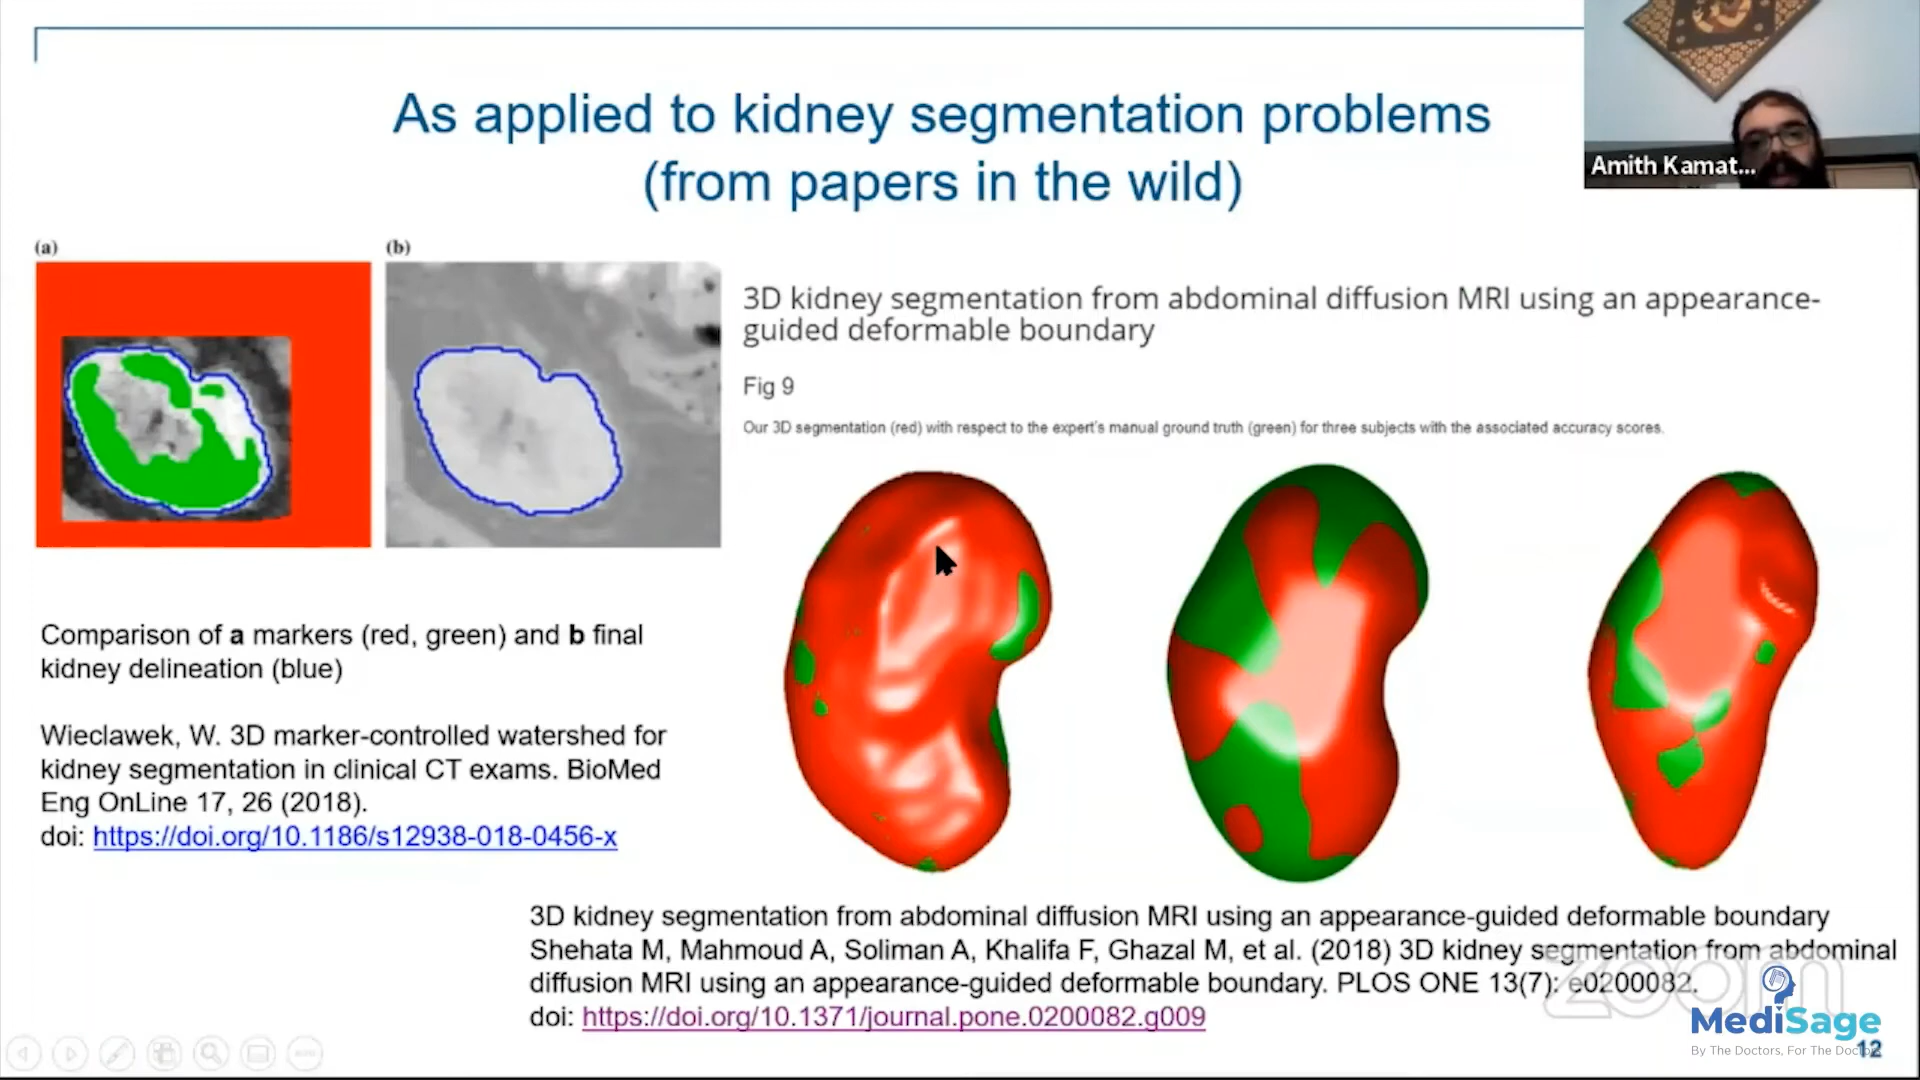 As applied to kidney segmentation problems
(from papers in the wild)
Amith Kamat...
(a)
(b)
3D kidney segmentation from abdominal diffusion MRI using an appearance-
guided deformable boundary
Fig 9
Our 3D segmentation (red) with respect to the expert's manual ground truth (green) for three subjects with the associated accuracy scores.
Comparison of a markers (red, green) and b final
kidney delineation (blue)
Wieclawek, W. 3D marker-controlled watershed for
kidney segmentation in clinical CT exams. BioMed
Eng OnLine 17, 26 (2018).
doi: https://doi.org/10.1186/s12938-018-0456-x
3D kidney segmentation from abdominal diffusion MRI using an appearance-guided deformable boundary
Shehata M, Mahmoud A, Soliman A, Khalifa F, Ghazal M, et al. (2018) 3D kidney segmentation from abdominal
diffusion MRI using an appearance-guided deformable boundary. PLOS ONE 13(7): e0200082.
doi: https://doi.org/10.1371/journal.pone.0200082.g009
zoom
MediSage
By The Doctors, For The
12